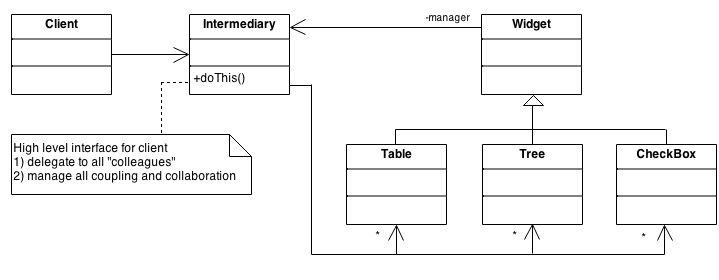 Client
Intermediary
-manager
Widget
+doThis()
High level interface for client
1) delegate to all "colleagues"
2) manage all coupling and collaboration
Table
Tree
CheckBox
*
*
*